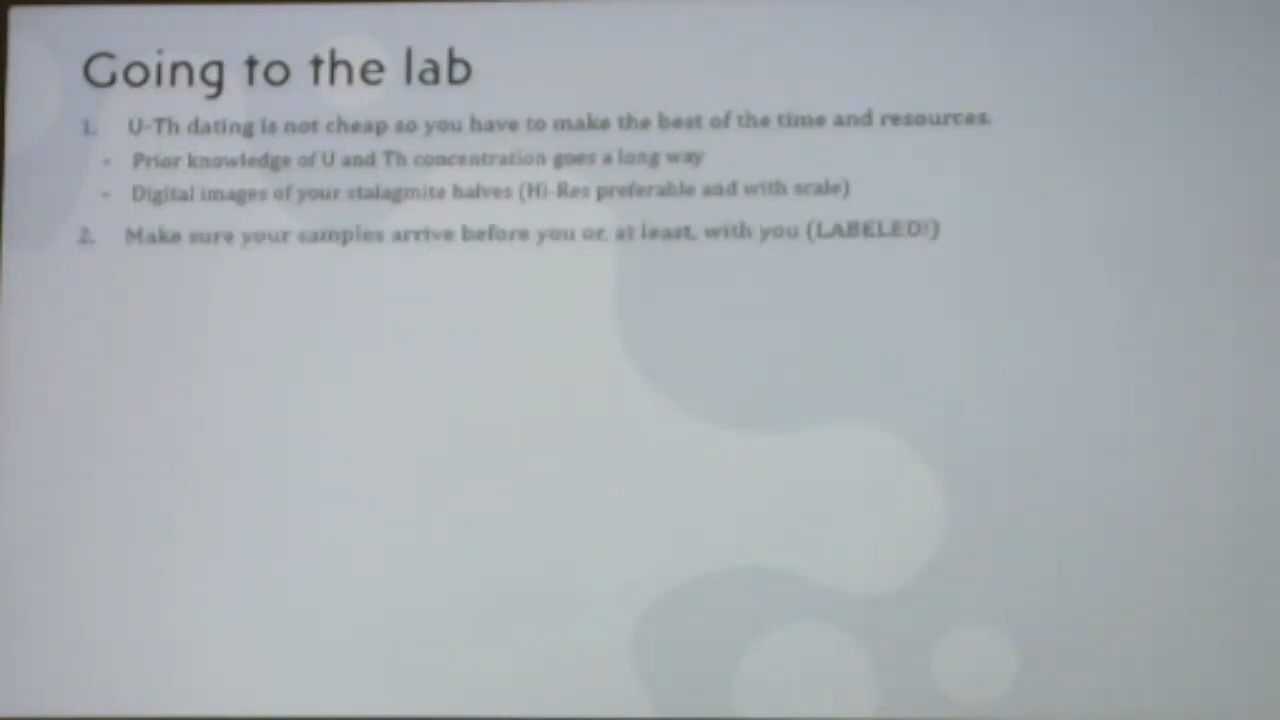 Going to the lab
1. U-Th dating is not cheap so you have to make the best of the time and resources.
- Prior knowledge of U and Th concentration goes a long way
- Digital images of your stalagmite halves (Hi-Res preferable and with scale)
2. Make sure your samples arrive before you or, at least, with you (LABELED!)